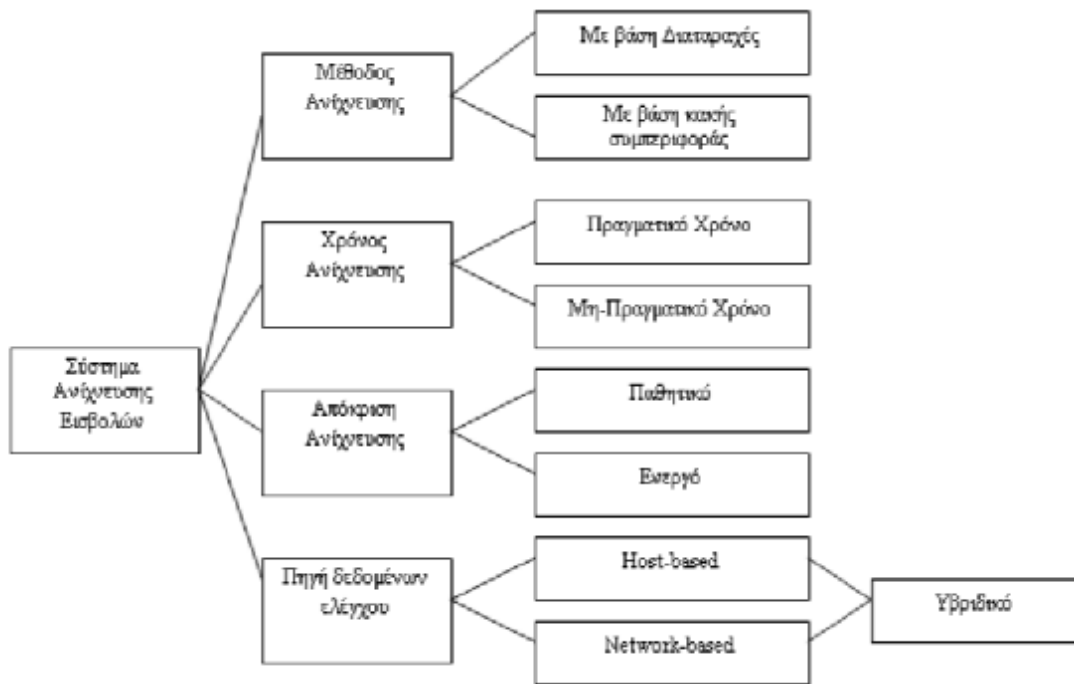 Με βάση Διαταραχές
Μέθοδος
Ανίχνευσης
Με βάση κακής
συμπεριφοράς
Χρόνος
Ανίχνευσης
Πραγματικό Χρόνο
Μη-Πραγματικό Χρόνο
Σύστημα
Ανίχνευσης
Εισβολών
Απόκριση
Ανίχνευσης
Παθητικό
Ενεργό
Πηγή δεδομένων
ελέγχου
Host-based
Network-based
Υβριδικό